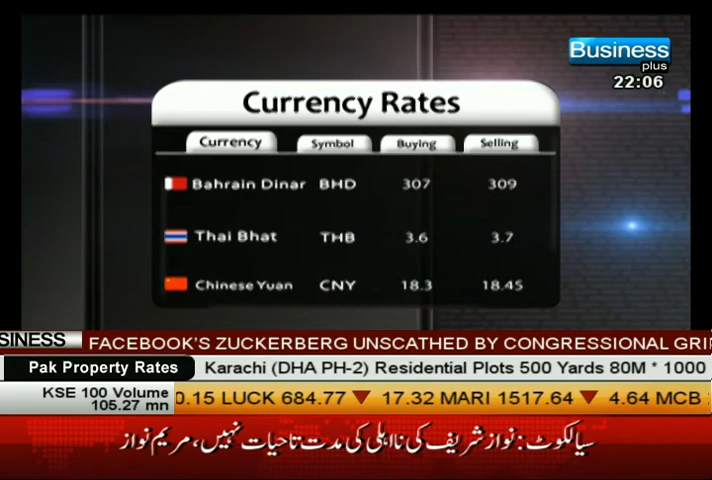 Business
plus
22:06
Currency Rates
Currency Symbol Buying Selling
Bahrain Dinar BHD 307 309
Thai Bhat THB 3.6 3.7
Chinese Yuan CNY 18.3 18.45
SINESS FACEBOOK'S ZUCKERBERG UNSCATHED BY CONGRESSIONAL GRI
Pak Property Rates Karachi (DHA PH-2) Residential Plots 500 Yards 80M * 1000
KSE 100 Volume
105.27 mn
0.15 LUCK 684.77 ▼ 17.32 MARI 1517.64 ▼ 4.64 MCB
سیالکوٹ: نواز شریف کی نااہلی کی مدت تاحیات نہیں، مریم نواز